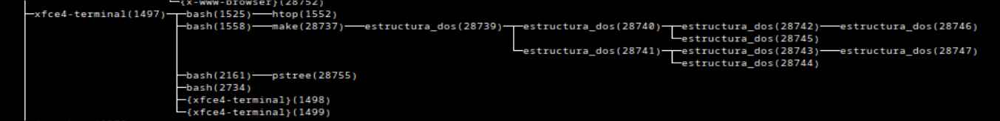 {x-www-browser}(28752)
xfce4-terminal(1497)─┬─bash(1525)───htop(1552)
├─bash(1558)───make(28737)───estructura_dos(28739)─┬─estructura_dos(28740)─┬─estructura_dos(28742)───estructura_dos(28746)
└─estructura_dos(28745)
└─estructura_dos(28741)─┬─estructura_dos(28743)───estructura_dos(28747)
└─estructura_dos(28744)
├─bash(2161)───pstree(28755)
├─bash(2734)
├─{xfce4-terminal}(1498)
└─{xfce4-terminal}(1499)